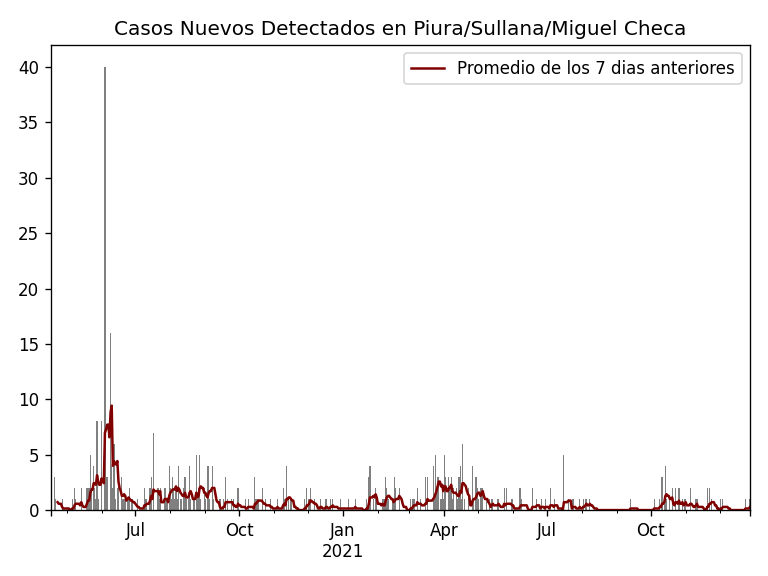 Casos Nuevos Detectados en Piura/Sullana/Miguel Checa
Promedio de los 7 dias anteriores
40
35
30
25
20
15
10
5
0
Jul
Oct
Jan
2021
Apr
Jul
Oct